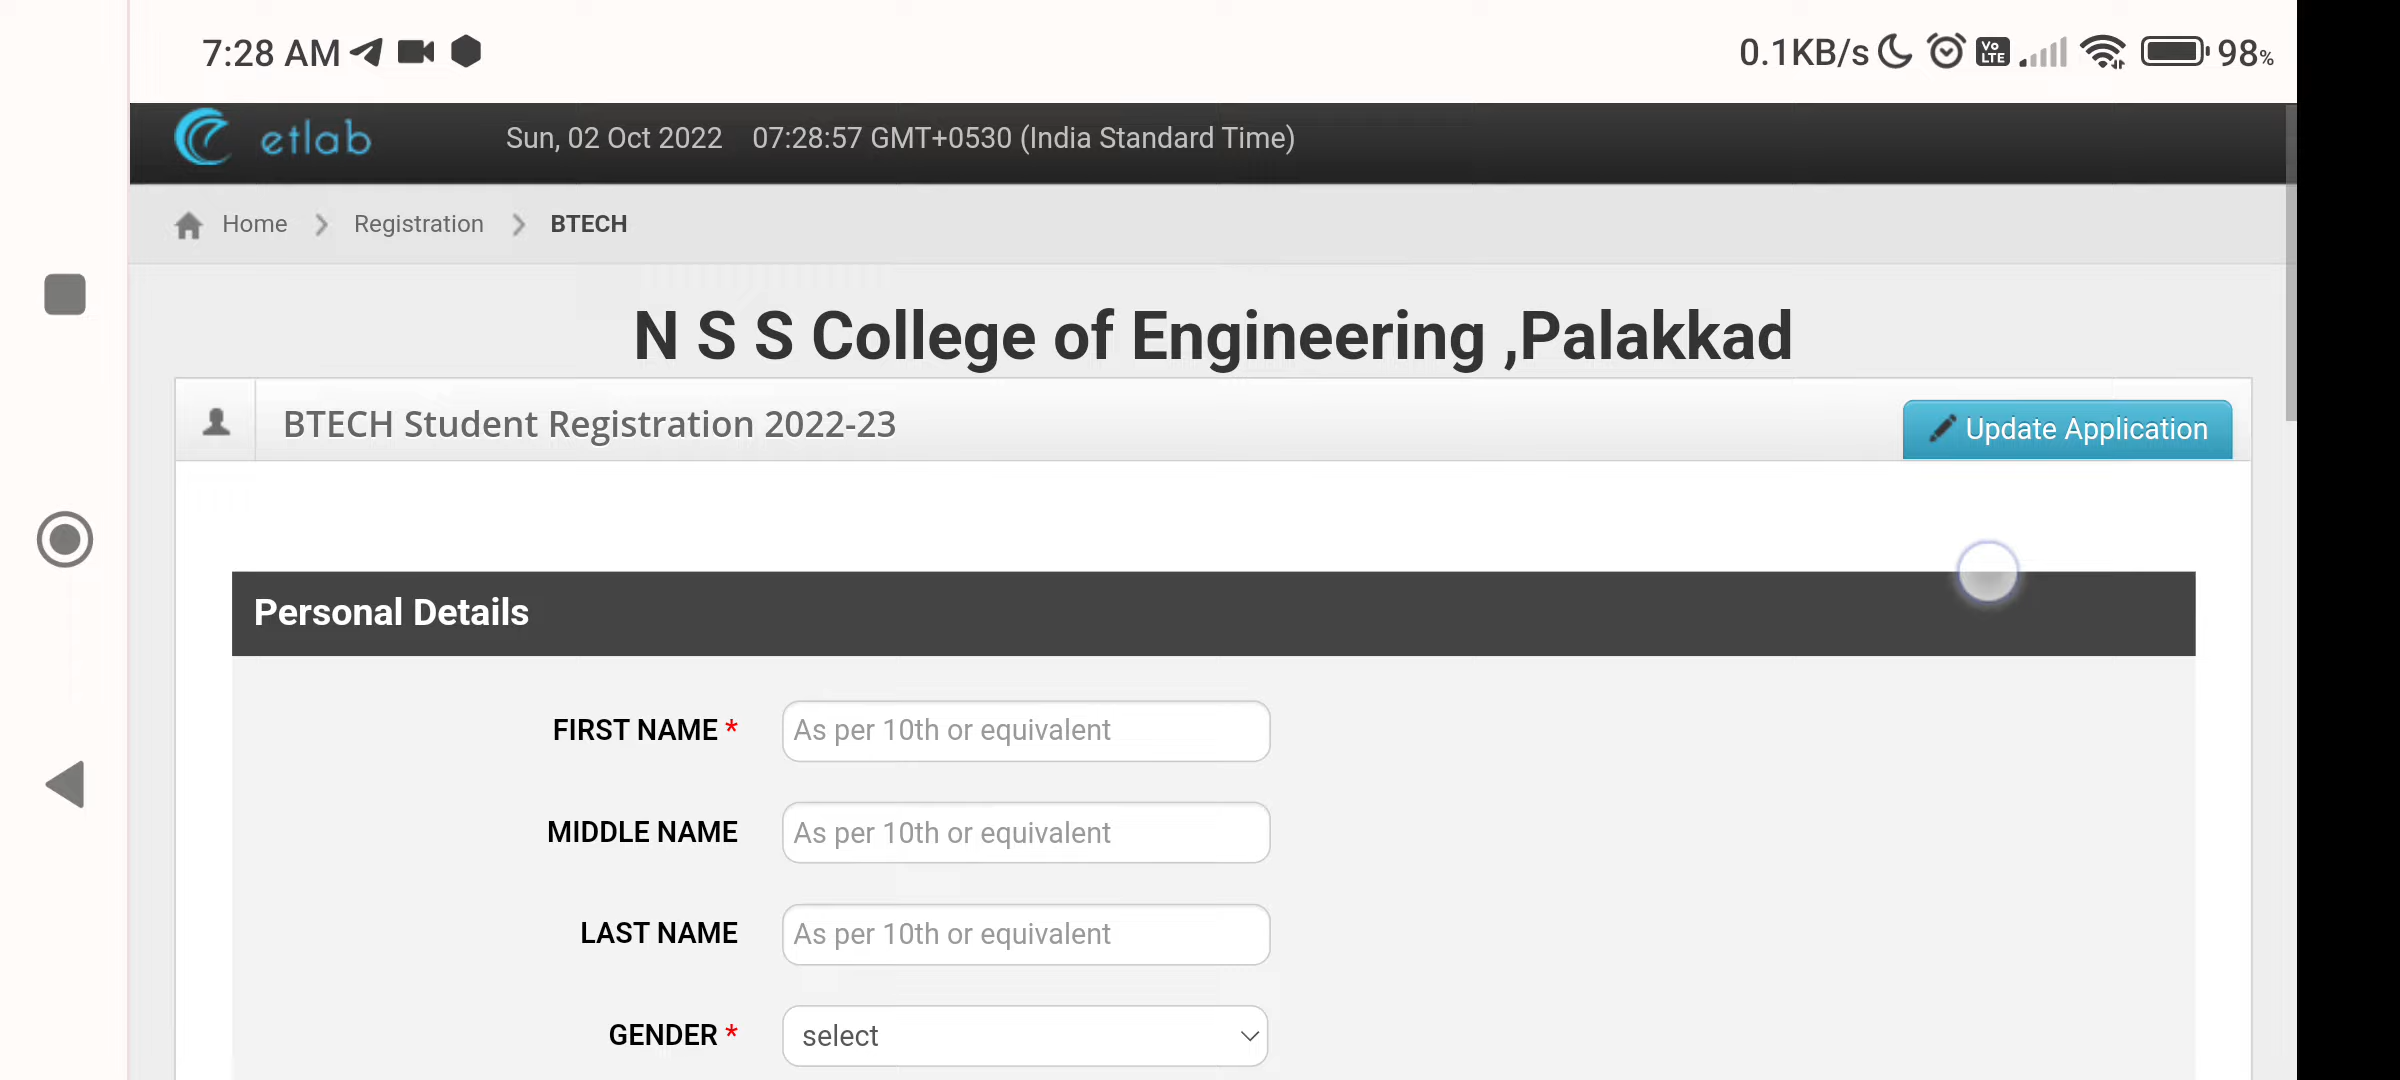 7:28 AM 0.1KB/s Vo LTE 98%
etlab Sun, 02 Oct 2022 07:28:57 GMT+0530 (India Standard Time)
Home Registration BTECH
N S S College of Engineering ,Palakkad
BTECH Student Registration 2022-23 Update Application
Personal Details
FIRST NAME * As per 10th or equivalent
MIDDLE NAME As per 10th or equivalent
LAST NAME As per 10th or equivalent
GENDER * select